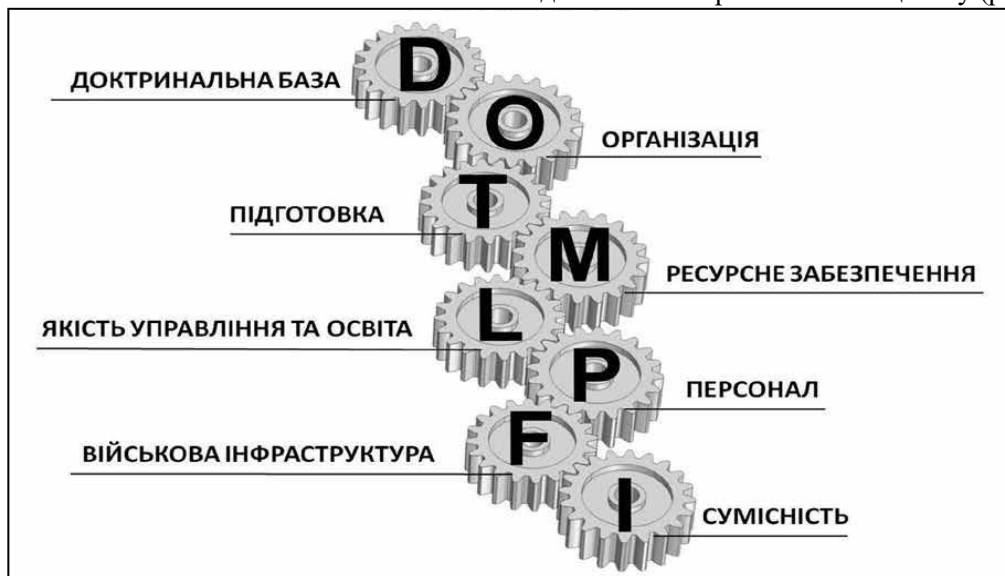 D
ДОКТРИНАЛЬНА БАЗА
O
ОРГАНІЗАЦІЯ
T
ПІДГОТОВКА
M
РЕСУРСНЕ ЗАБЕЗПЕЧЕННЯ
L
ЯКІСТЬ УПРАВЛІННЯ ТА ОСВІТА
P
ПЕРСОНАЛ
F
ВІЙСЬКОВА ІНФРАСТРУКТУРА
I
СУМІСНІСТЬ